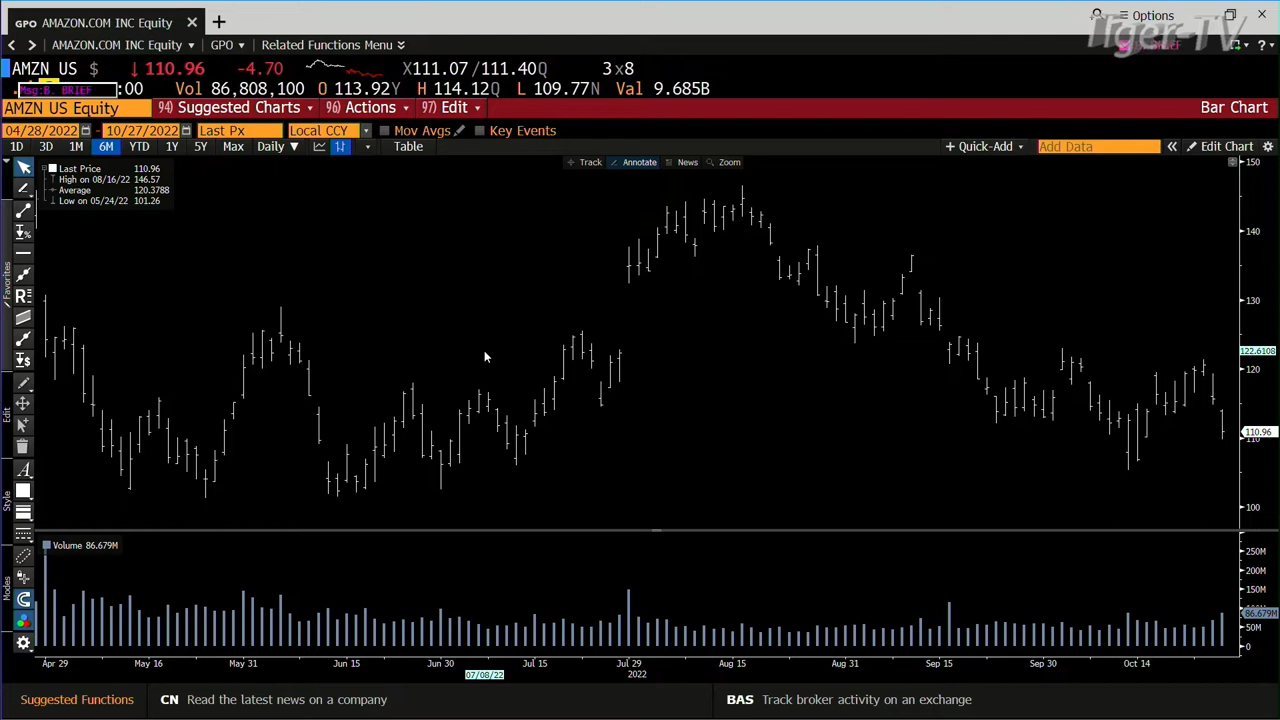 GPO AMAZON.COM INC Equity
Options
Tiger-TV
AMAZON.COM INC Equity GPO Related Functions Menu
AMZN US $ ↓110.96 -4.70 X111.07/111.40Q 3x8
Msg:B. BRIEF :00 Vol 86,808,100 O 113.92Y H 114.12Q L 109.77N Val 9.685B
AMZN US Equity 94) Suggested Charts 96) Actions 97) Edit Bar Chart
04/28/2022 - 10/27/2022 Last Px Local CCY Mov Avgs Key Events
1D 3D 1M 6M YTD 1Y 5Y Max Daily ▼ Table + Quick-Add Add Data « Edit Chart
Track Annotate News Zoom
Last Price 110.96
High on 08/16/22 146.57
Average 120.3788
Low on 05/24/22 101.26
150
140
130
122.6108
120
110.96
110
100
Favorites
Edit
Style
Modes
Volume 86.679M
250M
200M
150M
86.679M
50M
0
Apr 29 May 16 May 31 Jun 15 Jun 30 Jul 15 Jul 29 Aug 15 Aug 31 Sep 15 Sep 30 Oct 14
07/08/22 2022
Suggested Functions CN Read the latest news on a company BAS Track broker activity on an exchange